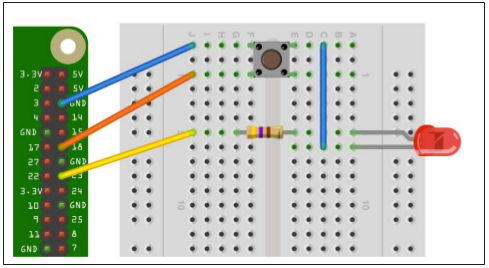 J I H G F E D C B A
3.3V 5V
2 5V
3 GND
4 14
GND 15
17 18
27 GND
22 23
3.3V 24
10 GND
9 25
11 8
GND 7
1
5
10 10